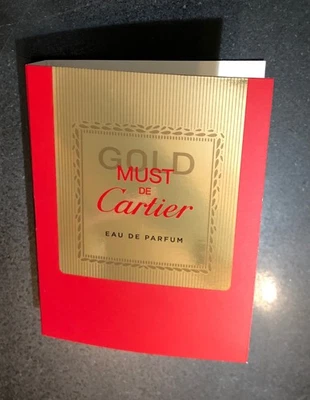 GOLD
MUST
DE
Cartier
EAU DE PARFUM